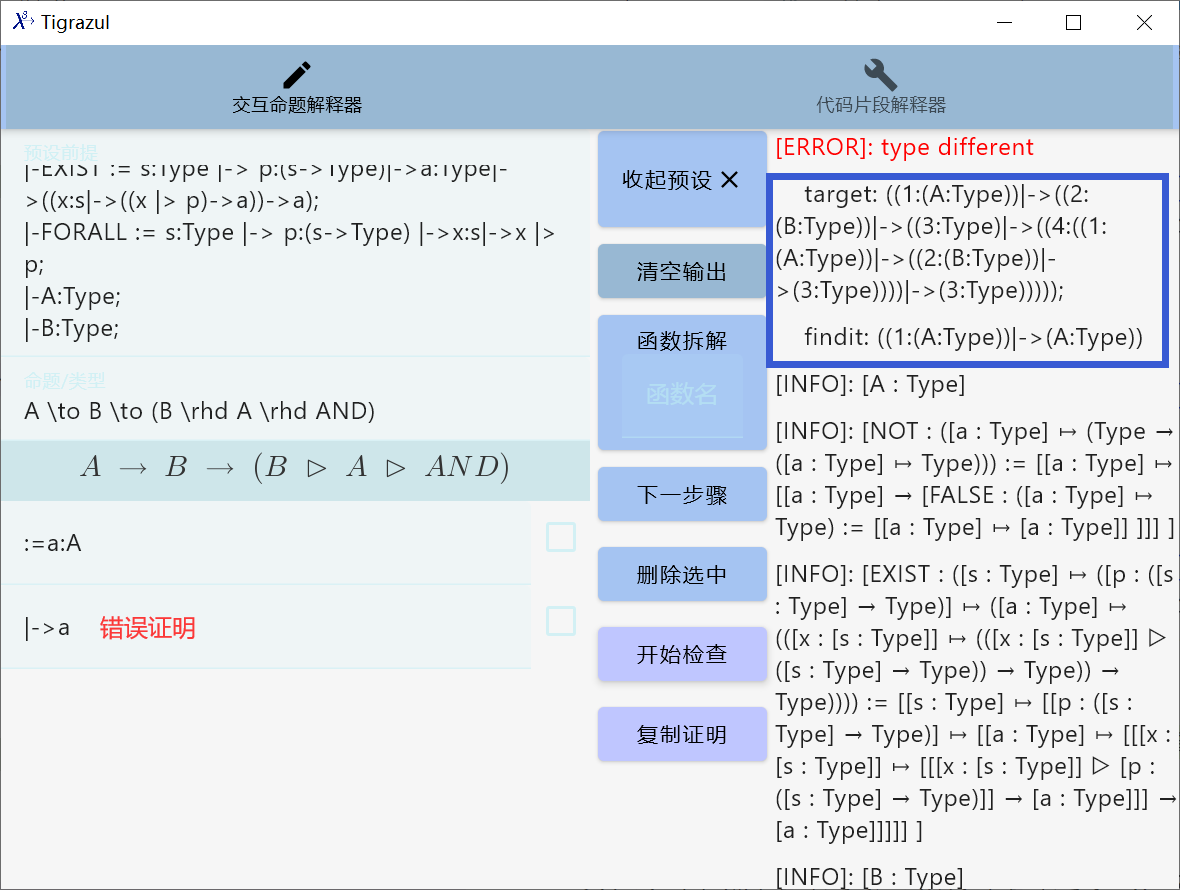 Tigrazul
交互命题解释器
代码片段解释器
预设前提
|-EXIST := s:Type |-> p:(s->Type)|->a:Type|-
>((x:s|->((x |> p)->a))->a);
|-FORALL := s:Type |-> p:(s->Type) |->x:s|->x |>
p;
|-A:Type;
|-B:Type;
命题/类型
A \to B \to (B \rhd A \rhd AND)
A → B → (B ▷ A ▷ AND)
:=a:A
|->a 错误证明
收起预设
清空输出
函数拆解
函数名
下一步骤
删除选中
开始检查
复制证明
[ERROR]: type different
target: ((1:(A:Type))|->((2:
(B:Type))|->((3:Type)|->((4:((1:
(A:Type))|->((2:(B:Type))|-
>(3:Type))))|->(3:Type)))));
findit: ((1:(A:Type))|->(A:Type))
[INFO]: [A : Type]
[INFO]: [NOT : ([a : Type] ↦ (Type →
([a : Type] ↦ Type))) := [[a : Type] ↦
[[a : Type] → [FALSE : ([a : Type] ↦
Type) := [[a : Type] ↦ [a : Type]] ]]] ]
[INFO]: [EXIST : ([s : Type] ↦ ([p : ([s
: Type] → Type)] ↦ ([a : Type] ↦
(([x : [s : Type]] ↦ (([x : [s : Type]] ▷
([s : Type] → Type)) → Type)) →
Type)))) := [[s : Type] ↦ [[p : ([s :
Type] → Type)] ↦ [[a : Type] ↦ [[[x :
[s : Type]] ↦ [[[x : [s : Type]] ▷ [p :
([s : Type] → Type)]] → [a : Type]]] →
[a : Type]]]]] ]
[INFO]: [B : Type]